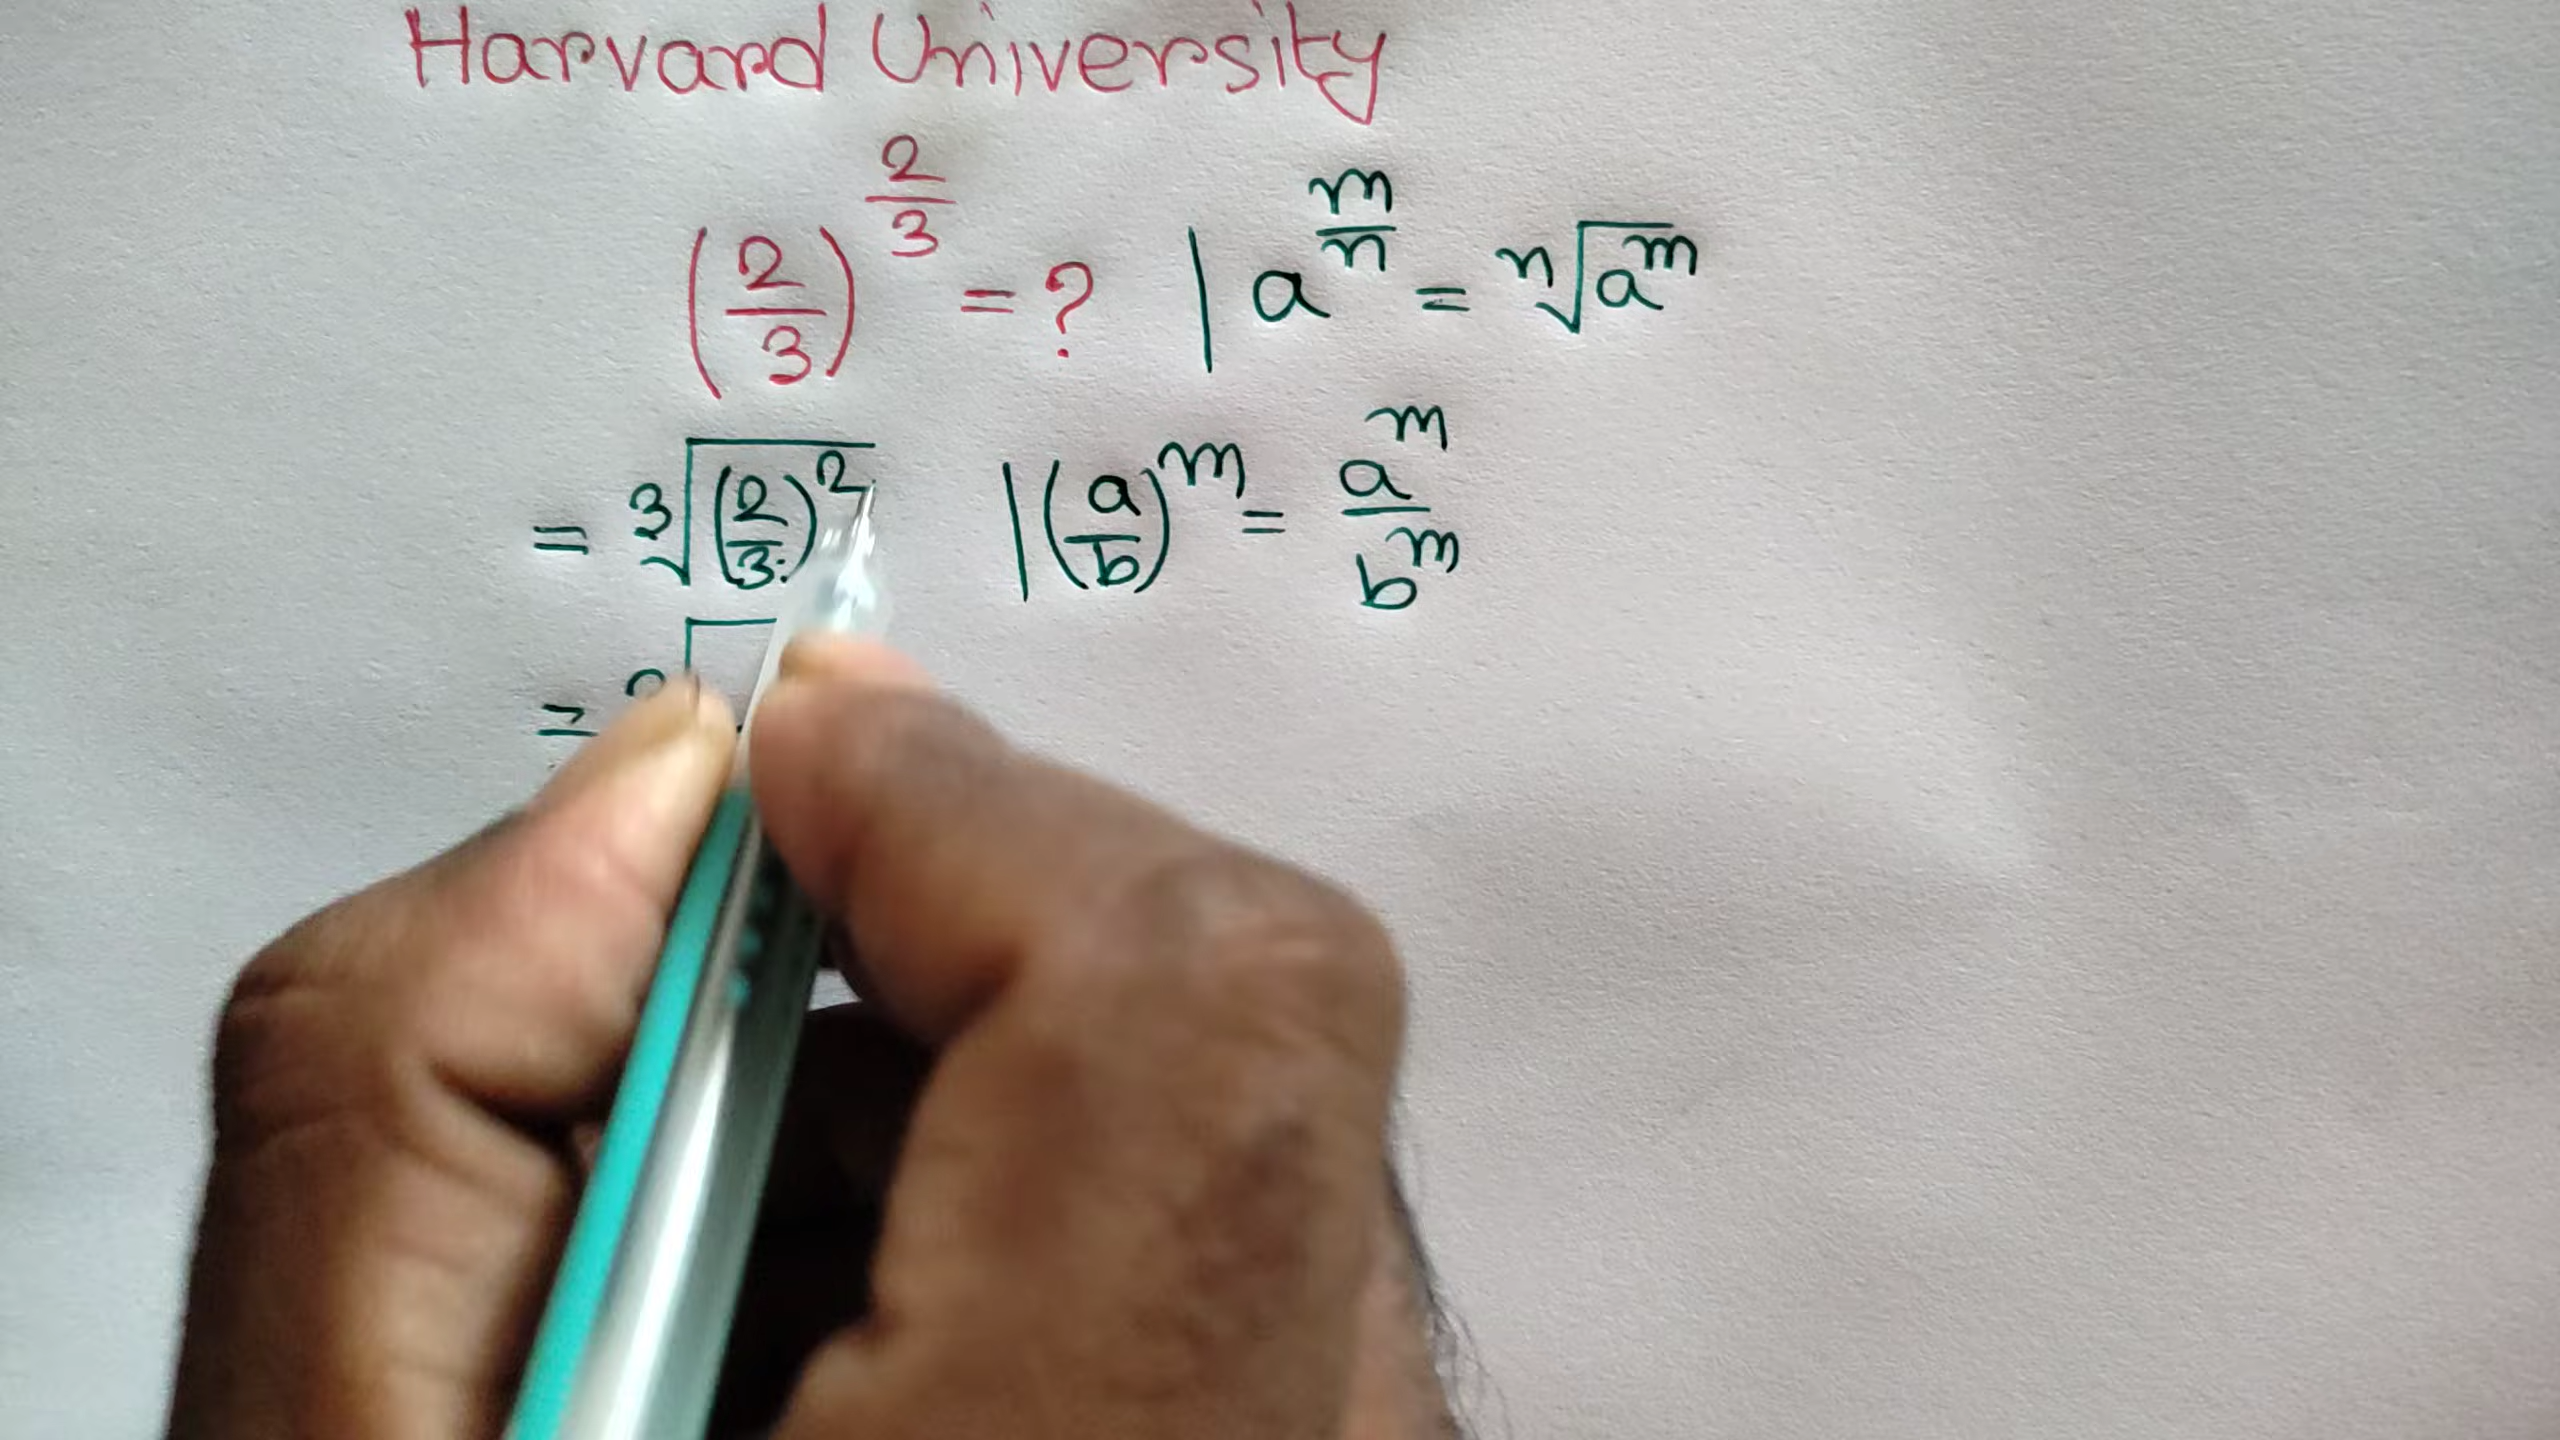 Harvard University
(2/3)^(2/3) = ? | a^(m/n) = ⁿ√(a^m)
= ³√((2/3)^2) | (a/b)^m = a^m/b^m
=